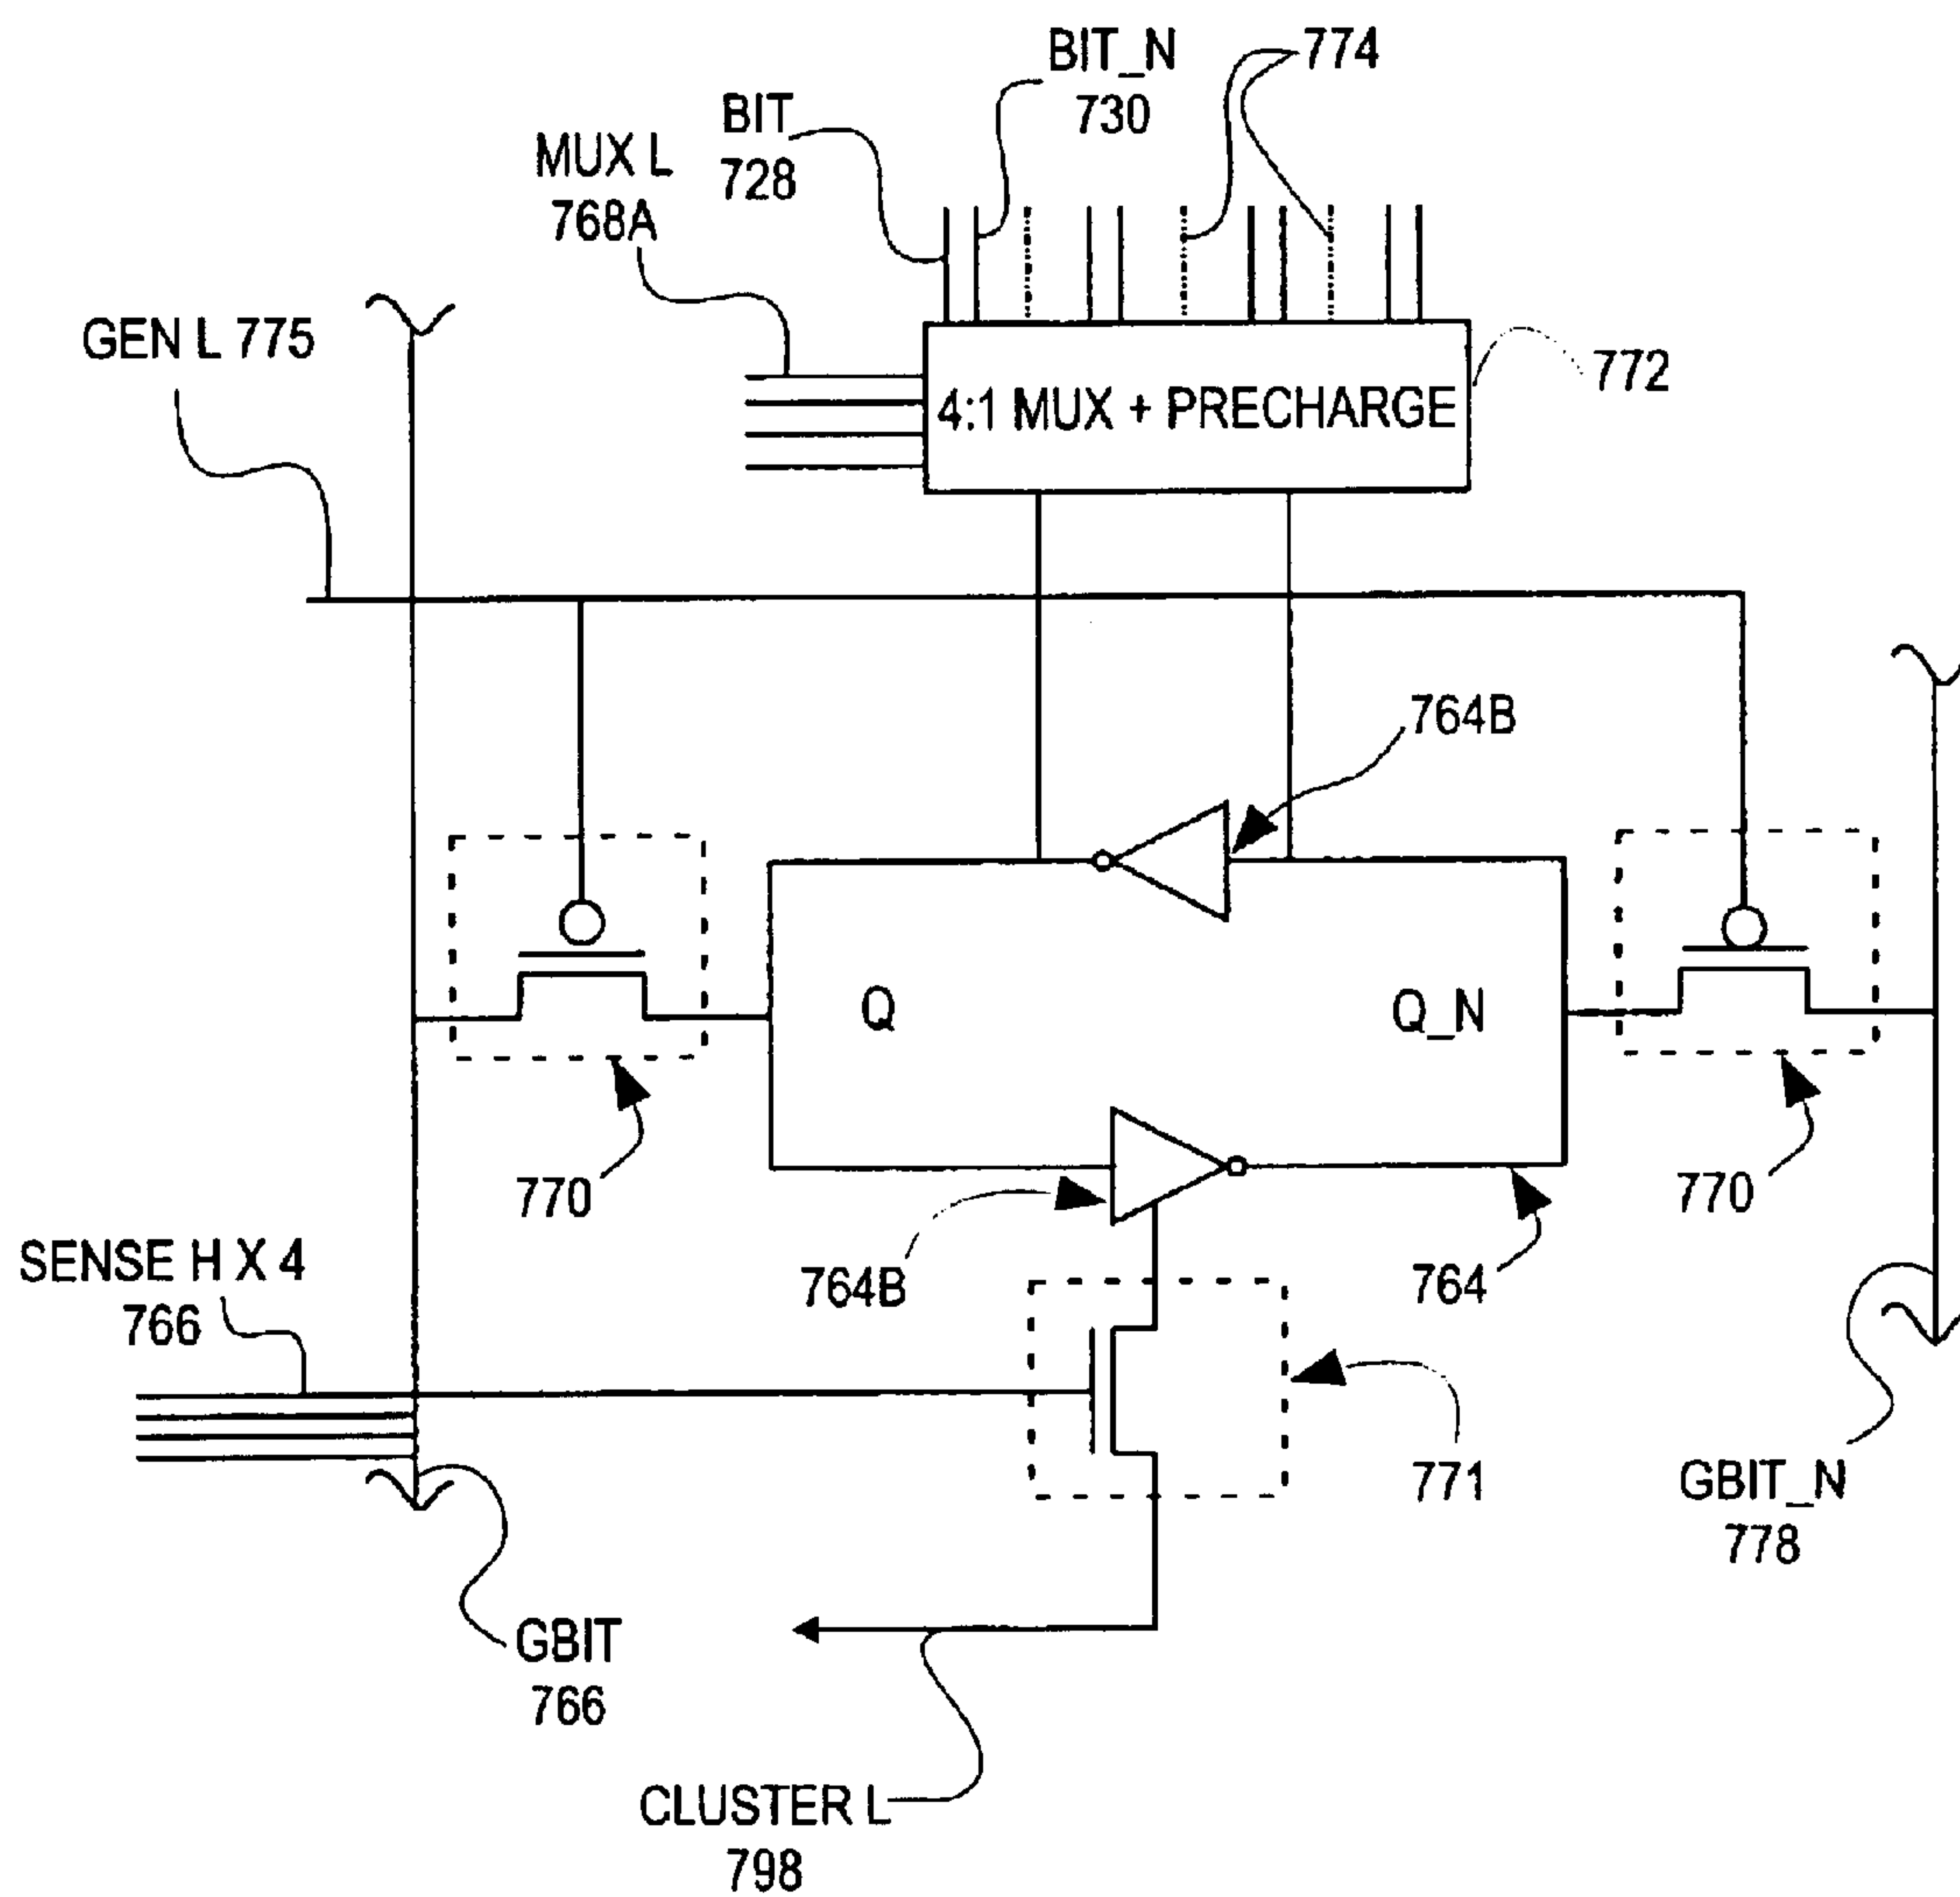 BIT_N
730
774
BIT
728
MUX L
768A
GEN L 775
772
4:1 MUX + PRECHARGE
764B
Q
Q_N
770
770
764B
764
SENSE H X 4
766
771
GBIT_N
778
GBIT
766
CLUSTER L
798